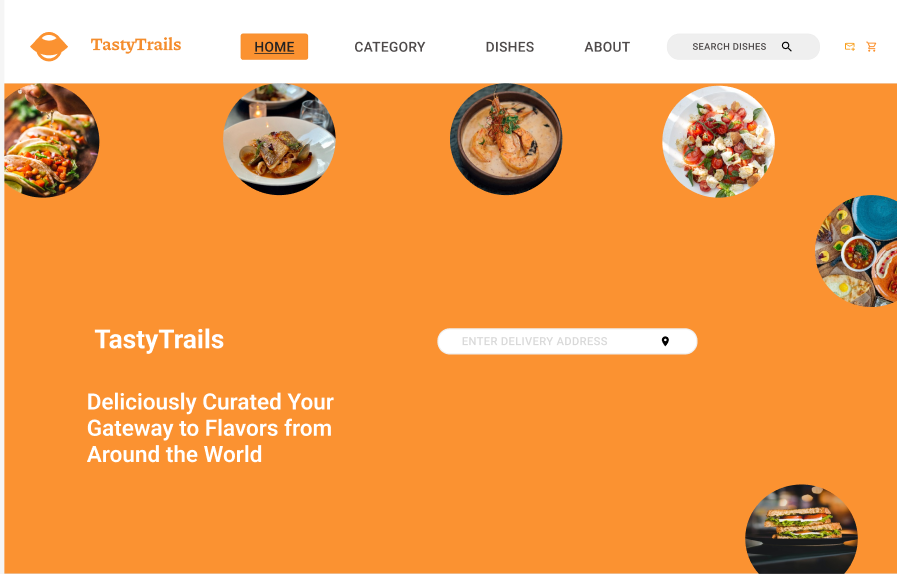 TastyTrails
HOME
CATEGORY
DISHES
ABOUT
SEARCH DISHES
TastyTrails
ENTER DELIVERY ADDRESS
Deliciously Curated Your
Gateway to Flavors from
Around the World